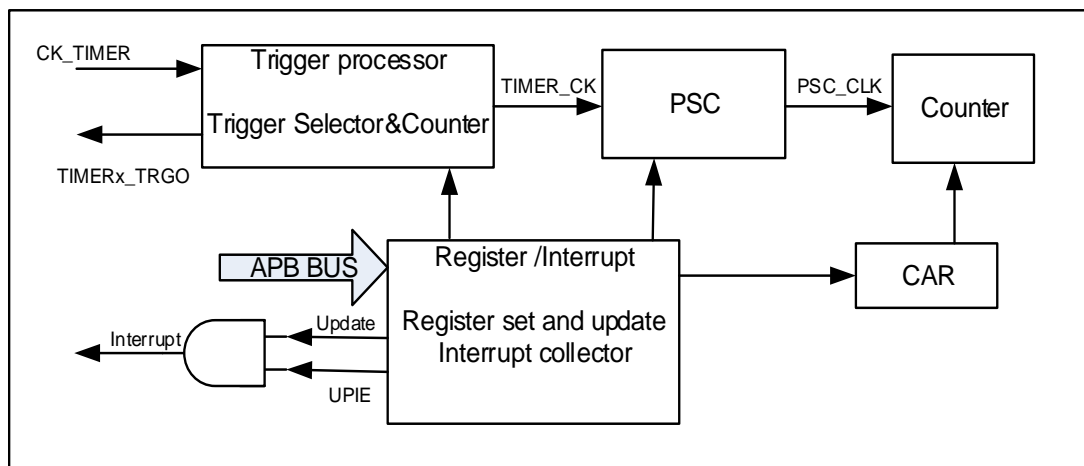 CK_TIMER
Trigger processor
Trigger Selector&Counter
TIMERx_TRGO
TIMER_CK
PSC
PSC_CLK
Counter
APB BUS
Register /Interrupt
Register set and update
Interrupt collector
CAR
Update
Interrupt
UPIE